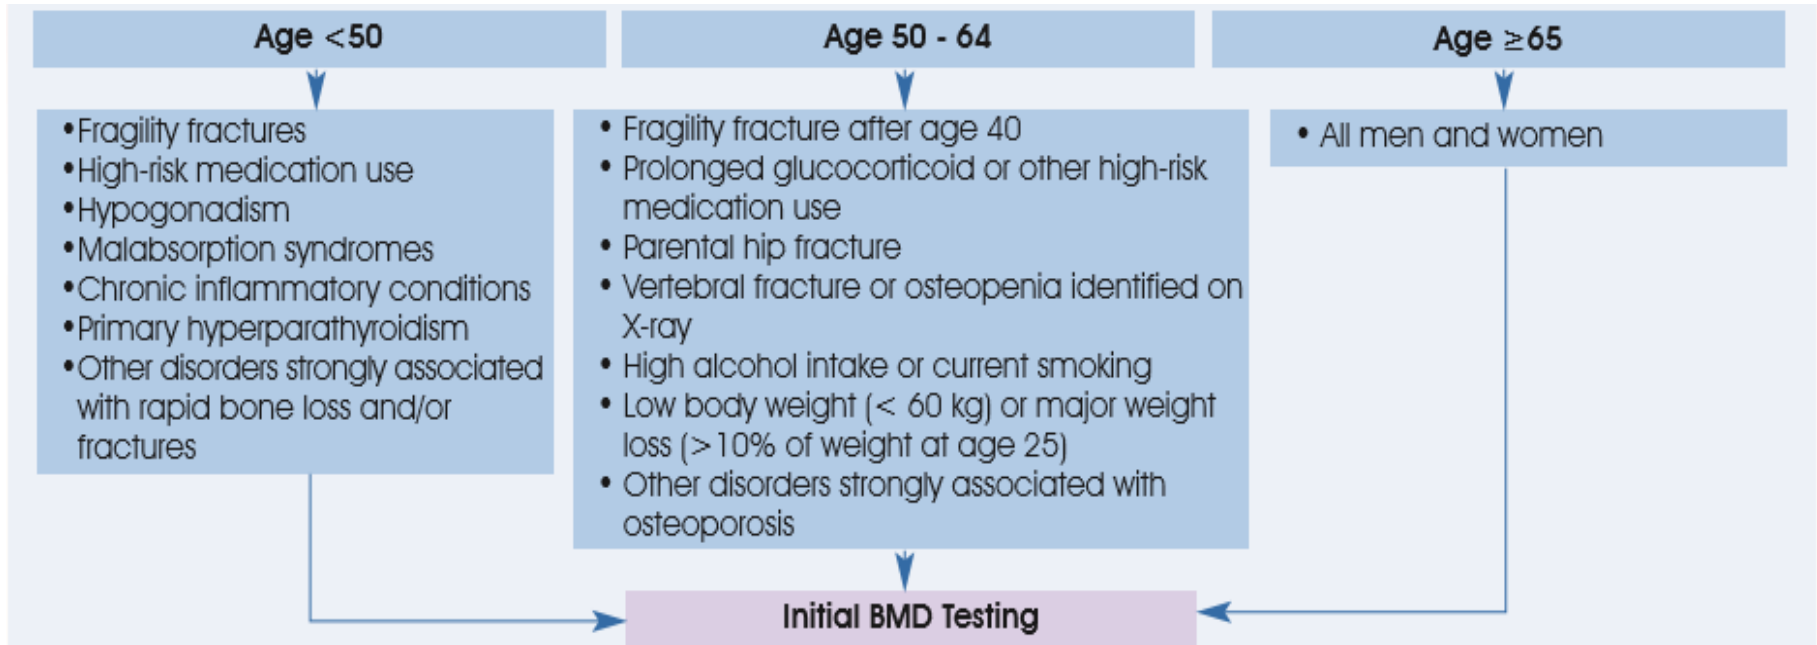 Age <50
•Fragility fractures
•High-risk medication use
•Hypogonadism
•Malabsorption syndromes
•Chronic inflammatory conditions
•Primary hyperparathyroidism
•Other disorders strongly associated
with rapid bone loss and/or
fractures
Age 50 - 64
• Fragility fracture after age 40
• Prolonged glucocorticoid or other high-risk
medication use
• Parental hip fracture
• Vertebral fracture or osteopenia identified on
X-ray
• High alcohol intake or current smoking
• Low body weight (< 60 kg) or major weight
loss (>10% of weight at age 25)
• Other disorders strongly associated with
osteoporosis
Age ≥65
• All men and women
Initial BMD Testing